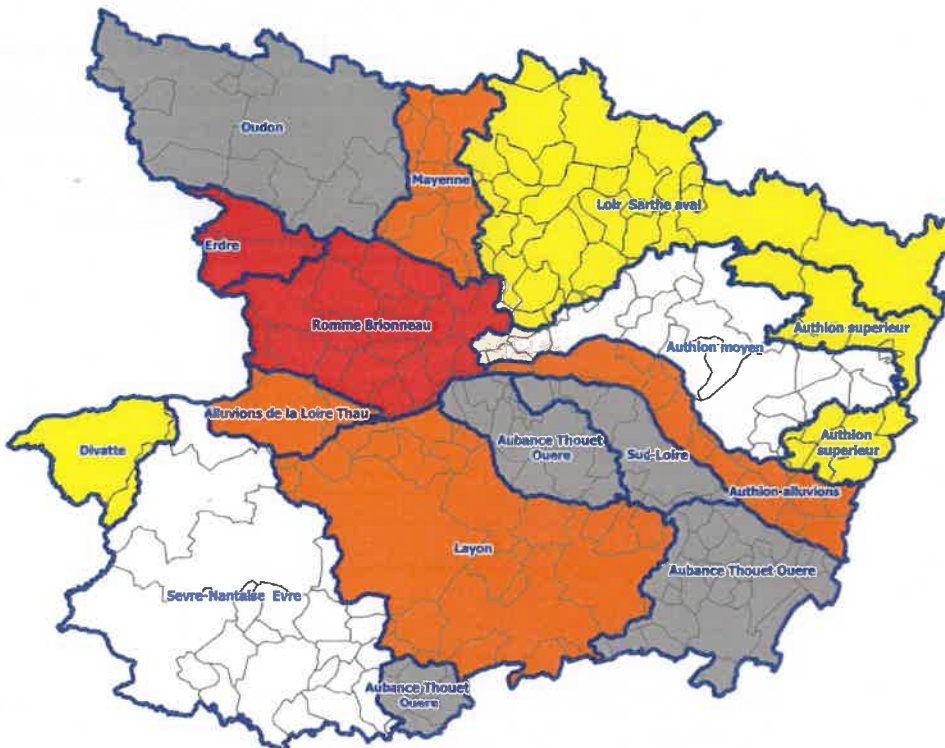 Oudon
Mayenne
Loir Sarthe aval
Erdre
Romme Brionneau
Authion superieur
Authion moyen
Alluvions de la Loire Thau
Divatte
Aubance Thouet
Ouere
Sud-Loire
Authion
superieur
Authion-alluvions
Layon
Aubance Thouet Ouere
Sevre-Nantaise Evre
Aubance Thouet
Ouere